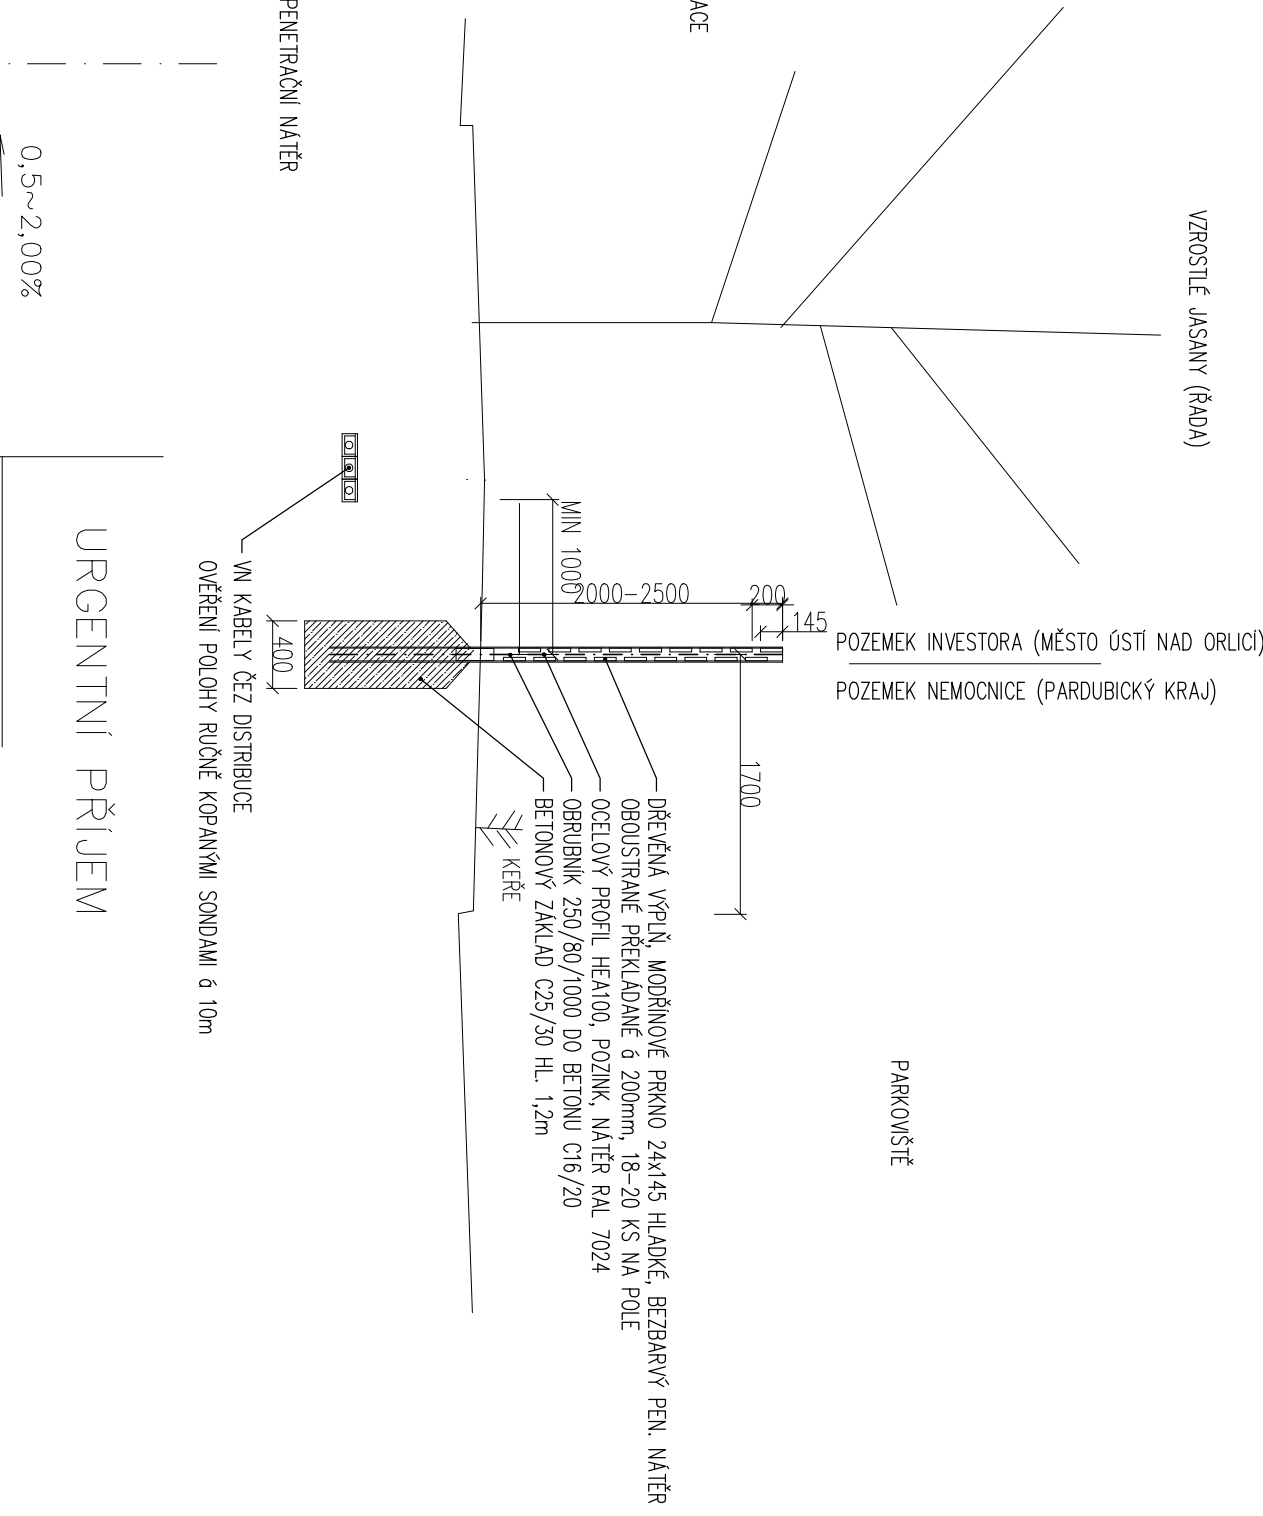 PENETRAČNÍ NÁTĚR
ACE
VZROSTLÉ JASANY (ŘADA)
0,5~2,00%
MIN 1000
2000-2500
200
145
POZEMEK INVESTORA (MĚSTO ÚSTÍ NAD ORLICÍ)
POZEMEK NEMOCNICE (PARDUBICKÝ KRAJ)
400
1700
VN KABELY ČEZ DISTRIBUCE
OVĚŘENÍ POLOHY RUČNĚ KOPANÝMI SONDAMI á 10m
URGENTNÍ PŘÍJEM
KEŘE
DŘEVĚNÁ VÝPLŇ, MODŘÍNOVÉ PRKNO 24x145 HLADKÉ, BEZBARVÝ PEN. NÁTĚR
OBOUSTRANÉ PŘEKLÁDANÉ á 200mm, 18-20 KS NA POLE
OCELOVÝ PROFIL HEA100, POZINK, NÁTĚR RAL 7024
OBRUBNÍK 250/80/1000 DO BETONU C16/20
BETONOVÝ ZÁKLAD C25/30 HL. 1,2m
PARKOVIŠTĚ